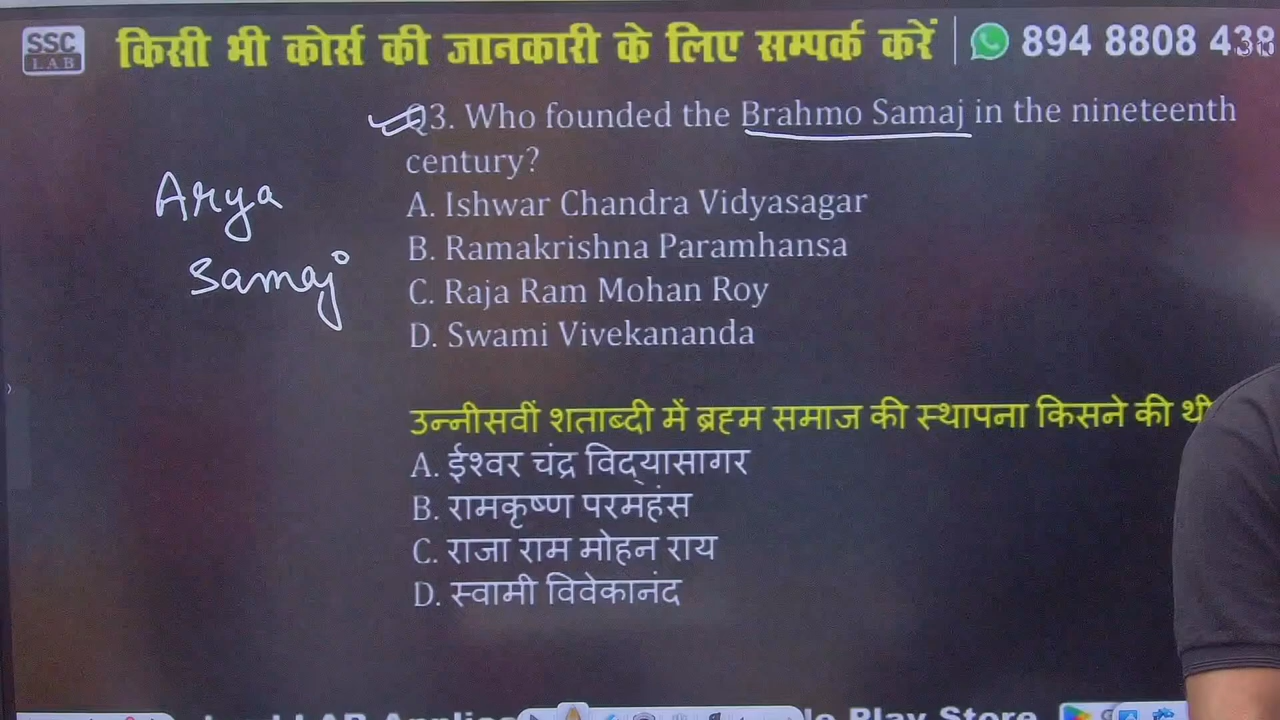 SSC
LAB
किसी भी कोर्स की जानकारी के लिए सम्पर्क करें
894 8808 438
Q3. Who founded the Brahmo Samaj in the nineteenth
century?
A. Ishwar Chandra Vidyasagar
B. Ramakrishna Paramhansa
C. Raja Ram Mohan Roy
D. Swami Vivekananda
Arya
Samaj
उन्नीसवीं शताब्दी में ब्रह्म समाज की स्थापना किसने की थी
A. ईश्वर चंद्र विद्यासागर
B. रामकृष्ण परमहंस
C. राजा राम मोहन राय
D. स्वामी विवेकानंद
LAB
Play Store